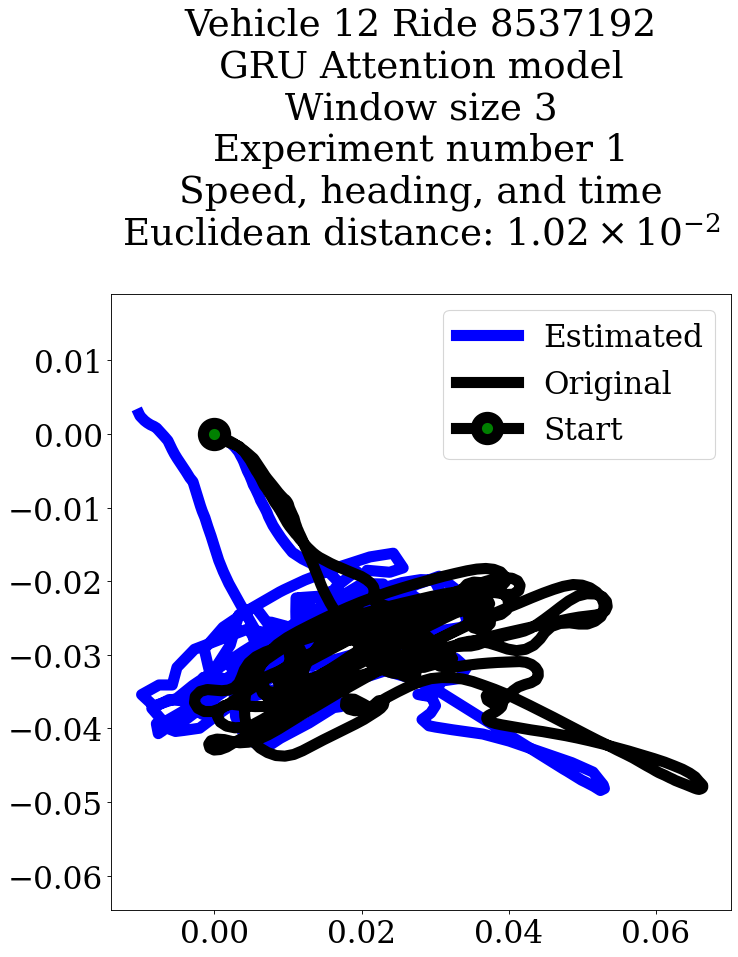 Vehicle 12 Ride 8537192
GRU Attention model
Window size 3
Experiment number 1
Speed, heading, and time
Euclidean distance: 1.02 × 10⁻²
Estimated
Original
Start
0.01
0.00
−0.01
−0.02
−0.03
−0.04
−0.05
−0.06
0.00 0.02 0.04 0.06